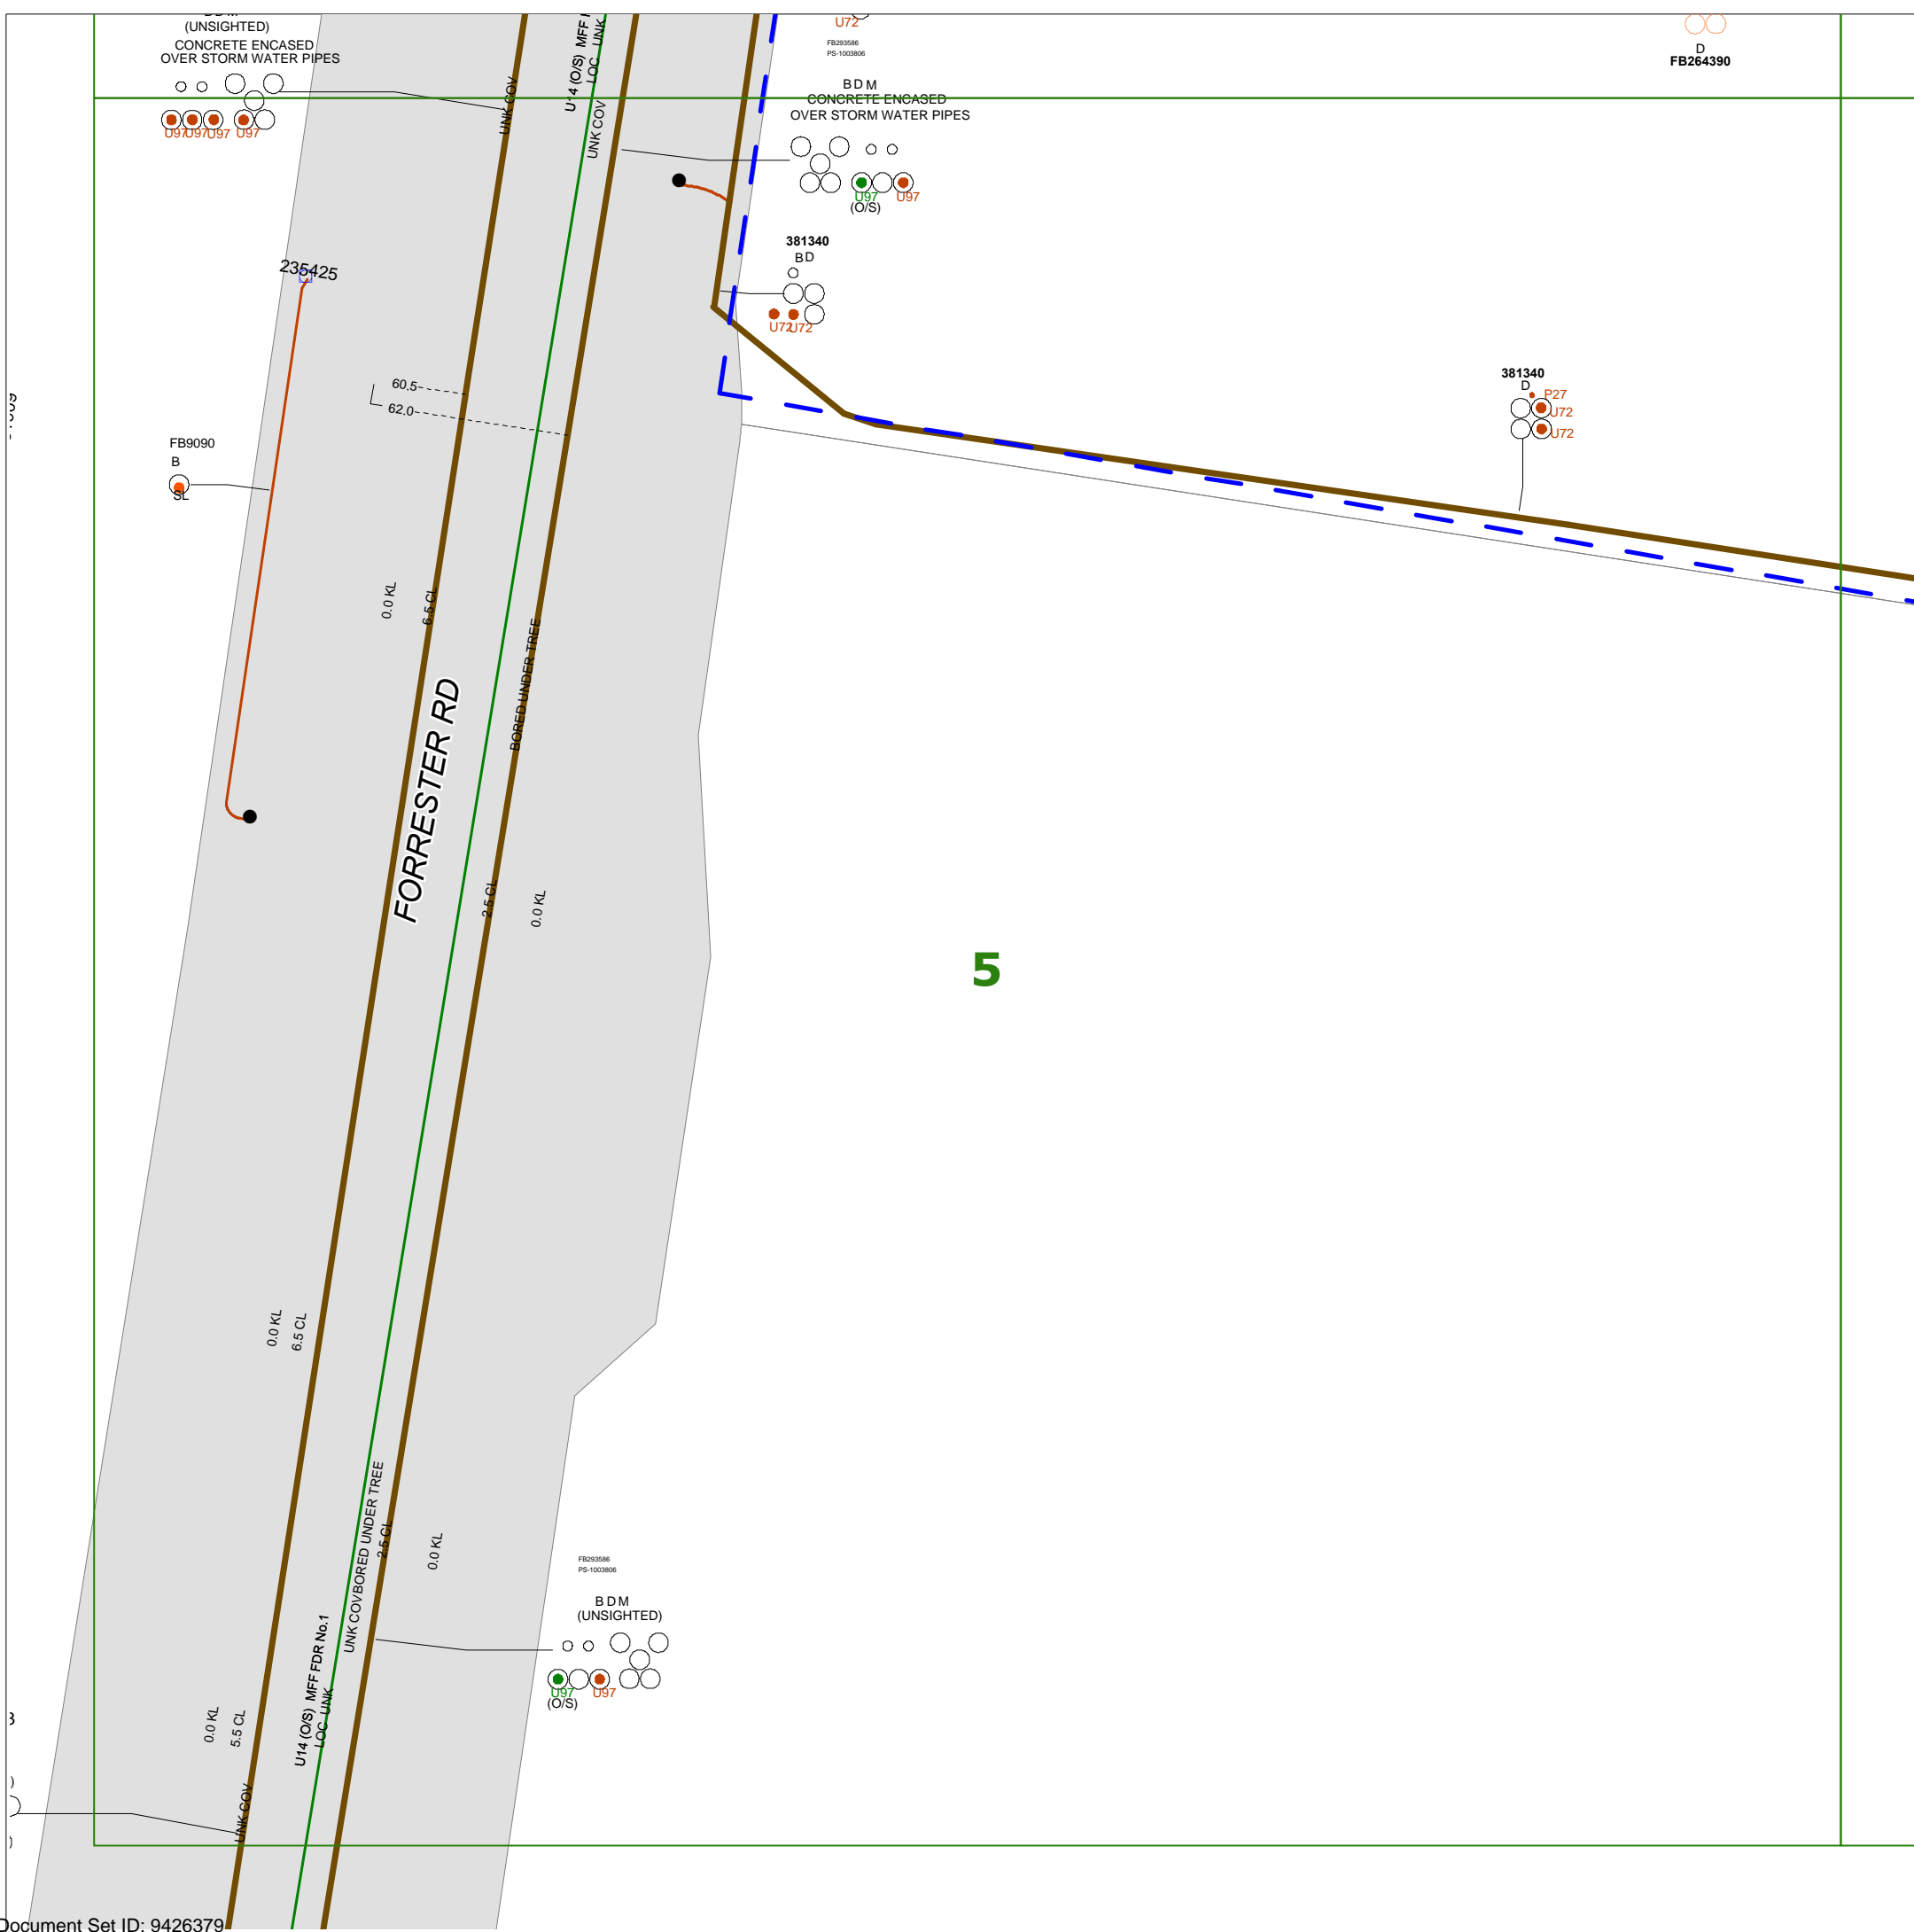 (UNSIGHTED)
CONCRETE ENCASED
OVER STORM WATER PIPES
U97 U97 U97 U97
UNK COV
U14 (O/S) MFF
LOC UNK
UNK COV
U72
FB293586
PS-1003806
B D M
CONCRETE ENCASED
OVER STORM WATER PIPES
U97 U97
(O/S)
D
FB264390
381340
B D
U72 U72
235425
60.5
62.0
381340
D
P27
U72
U72
FB9090
B
SL
0.0 KL
6.5 CL
BORED UNDER TREE
FORRESTER RD
2.5 CL
0.0 KL
5
0.0 KL
6.5 CL
UNK COV BORED UNDER TREE
2.5 CL
0.0 KL
FB293586
PS-1003806
B D M
(UNSIGHTED)
U97 U97
(O/S)
U14 (O/S) MFF FDR No.1
LOC UNK
0.0 KL
5.5 CL
UNK COV
Document Set ID: 9426379